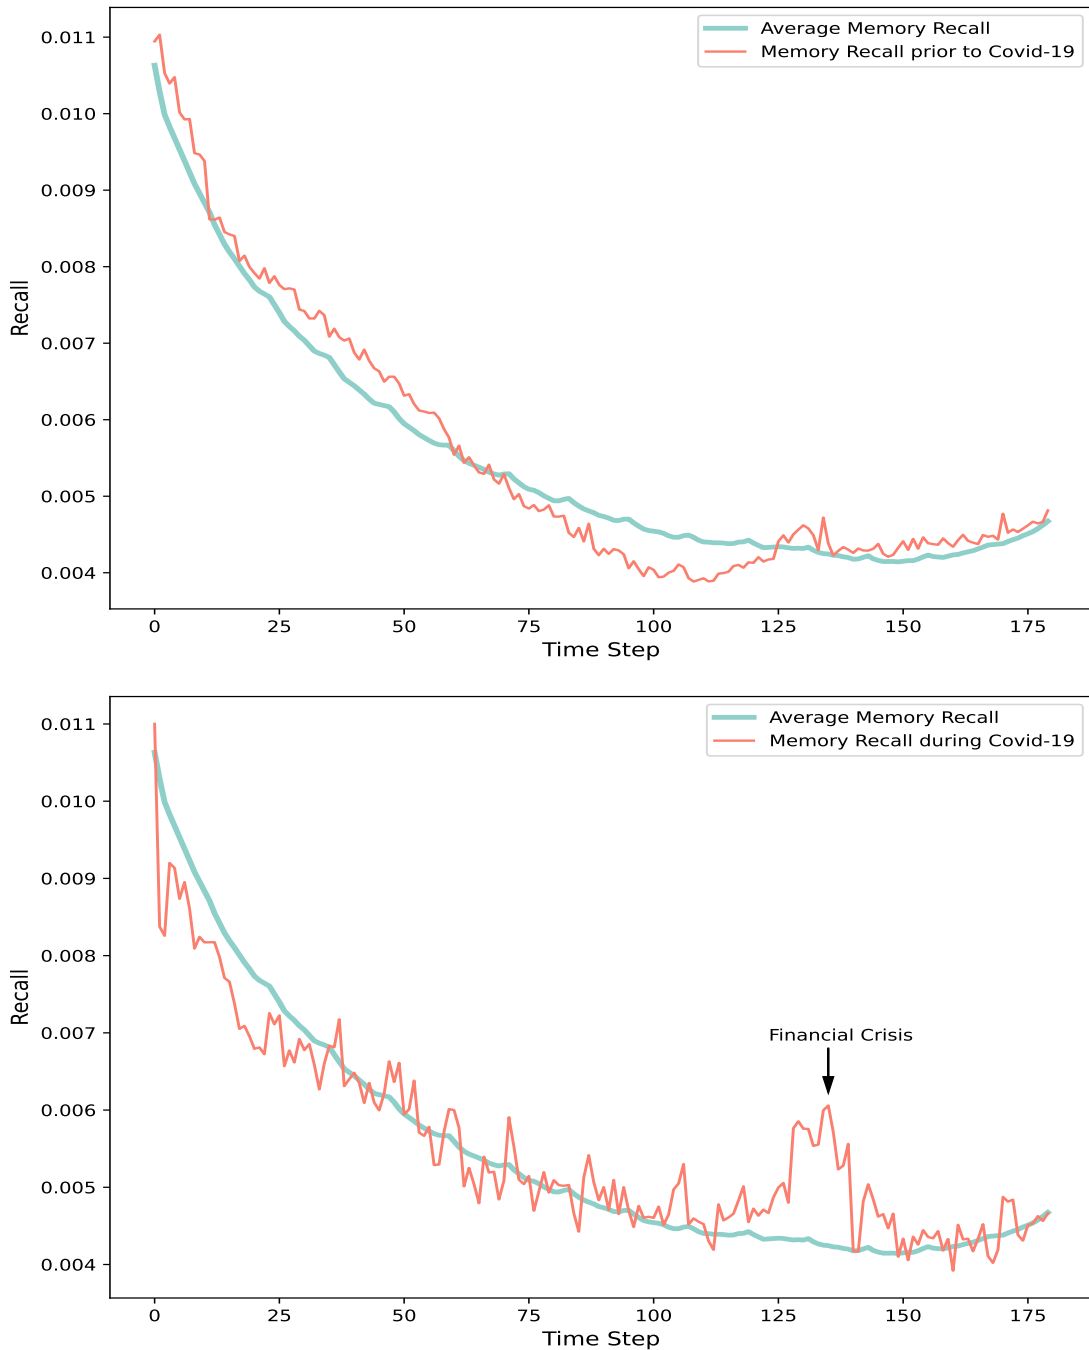 Average Memory Recall
Memory Recall prior to Covid-19
0.011
0.010
0.009
0.008
0.007
0.006
0.005
0.004
Recall
0 25 50 75 100 125 150 175
Time Step
Average Memory Recall
Memory Recall during Covid-19
0.011
0.010
0.009
0.008
0.007
0.006
0.005
0.004
Recall
Financial Crisis
0 25 50 75 100 125 150 175
Time Step